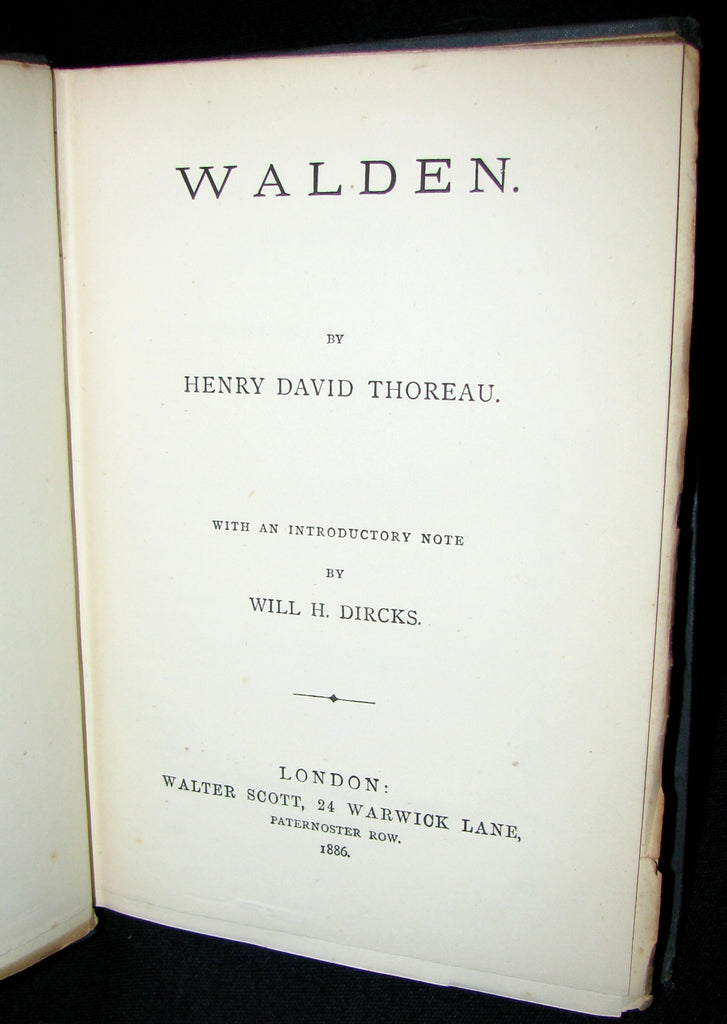 WALDEN.
BY
HENRY DAVID THOREAU.
WITH AN INTRODUCTORY NOTE
BY
WILL H. DIRCKS.
LONDON:
WALTER SCOTT, 24 WARWICK LANE,
PATERNOSTER ROW.
1886.